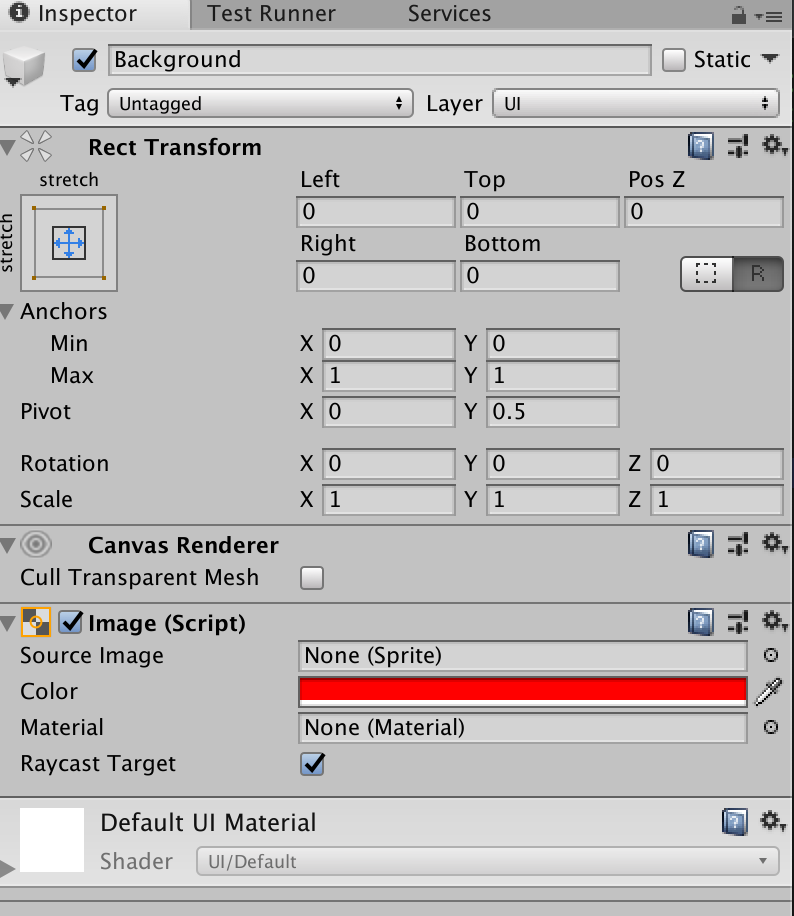 Inspector Test Runner Services
Background Static
Tag Untagged Layer UI
Rect Transform
stretch Left Top Pos Z
stretch 0 0 0
Right Bottom
0 0 R
Anchors
Min X 0 Y 0
Max X 1 Y 1
Pivot X 0 Y 0.5
Rotation X 0 Y 0 Z 0
Scale X 1 Y 1 Z 1
Canvas Renderer
Cull Transparent Mesh
Image (Script)
Source Image None (Sprite)
Color
Material None (Material)
Raycast Target
Default UI Material
Shader UI/Default